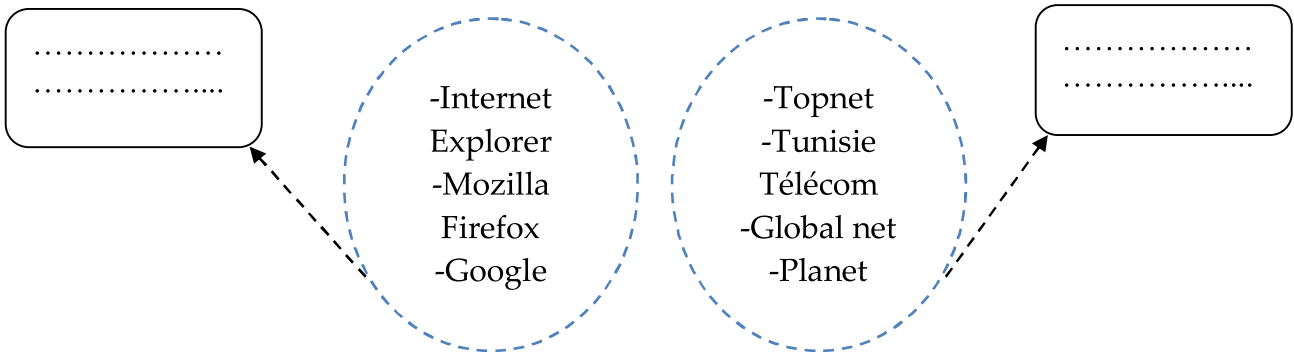 ………………
……………....
-Internet
Explorer
-Mozilla
Firefox
-Google
-Topnet
-Tunisie
Télécom
-Global net
-Planet
………………
……………....